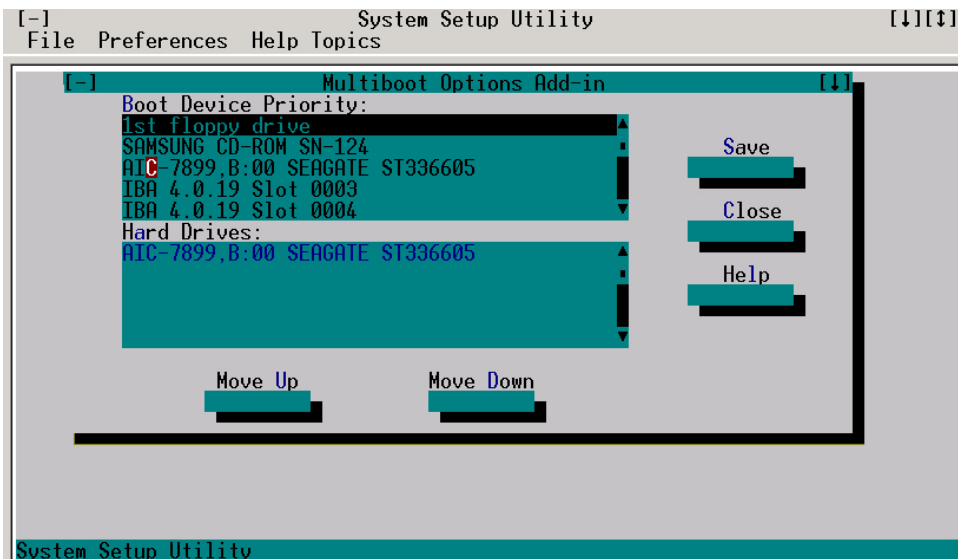 [-] System Setup Utility [↓][↕]
File Preferences Help Topics
[-] Multiboot Options Add-in [↓]
Boot Device Priority:
1st floppy drive
SAMSUNG CD-ROM SN-124
AIC-7899,B:00 SEAGATE ST336605
IBA 4.0.19 Slot 0003
IBA 4.0.19 Slot 0004
Hard Drives:
AIC-7899,B:00 SEAGATE ST336605
Save
Close
Help
Move Up Move Down
System Setup Utility